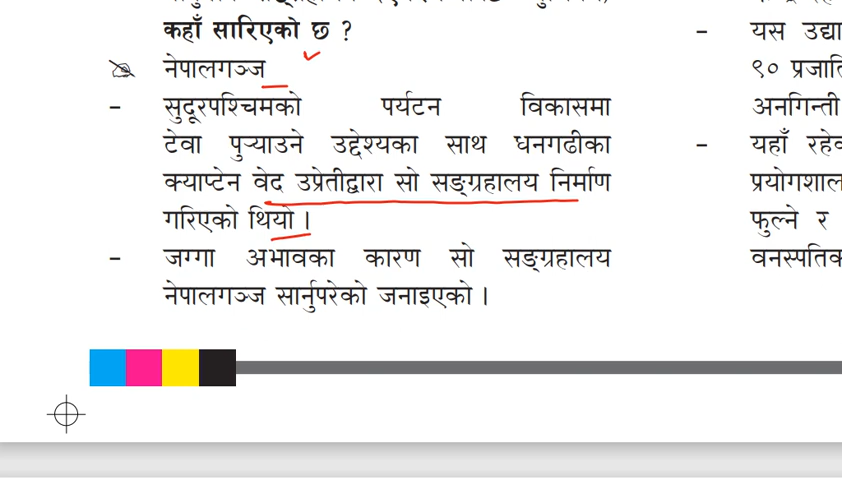 कहाँ सारिएको छ ?
नेपालगञ्ज
- सुदूरपश्चिमको पर्यटन विकासमा
टेवा पुऱ्याउने उद्देश्यका साथ धनगढीका
क्याप्टेन वेद उप्रेतीद्वारा सो सङ्ग्रहालय निर्माण
गरिएको थियो ।
- जग्गा अभावका कारण सो सङ्ग्रहालय
नेपालगञ्ज सार्नुपरेको जनाइएको ।
- यस उद्या
९० प्रजाति
अनगिन्ती
- यहाँ रहे
प्रयोगशाल
फुल्ने र
वनस्पतिक